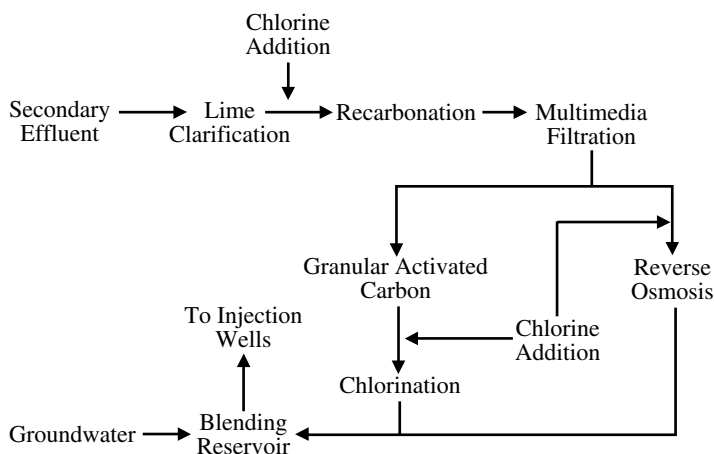 Chlorine
Addition
Secondary
Effluent
Lime
Clarification
Recarbonation
Multimedia
Filtration
Granular Activated
Carbon
Reverse
Osmosis
To Injection
Wells
Chlorine
Addition
Chlorination
Groundwater
Blending
Reservoir